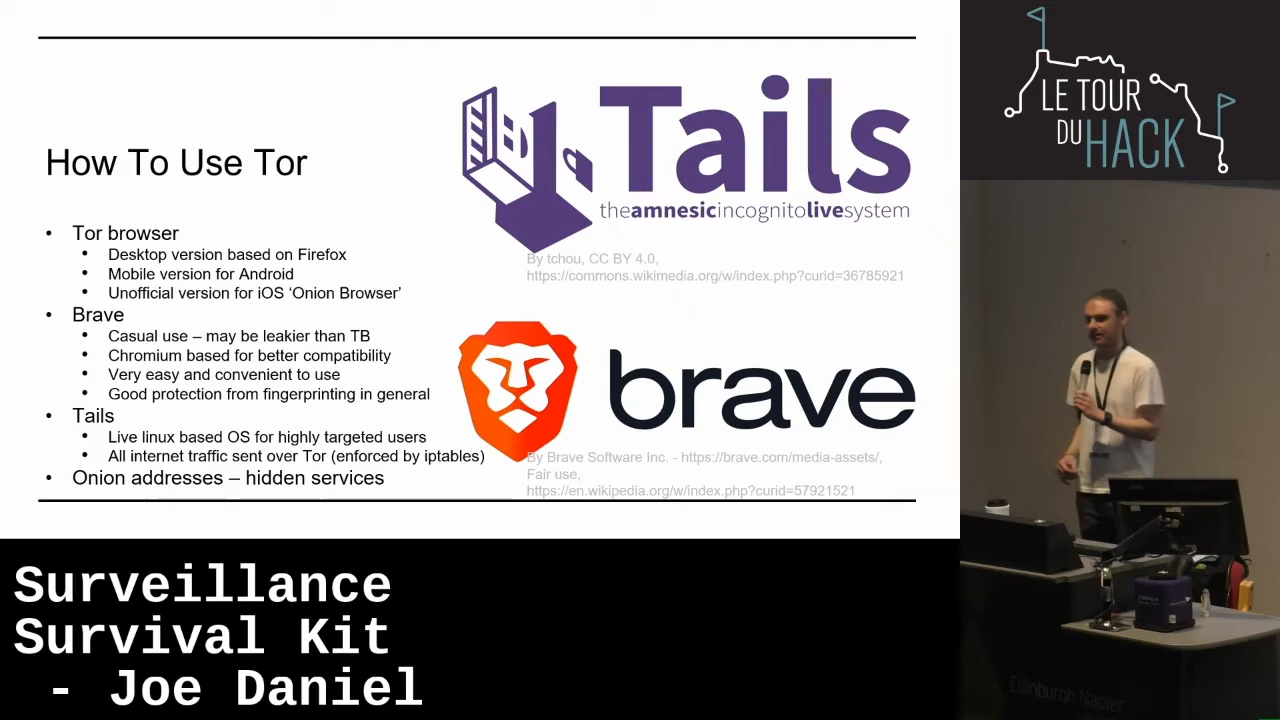 How To Use Tor
• Tor browser
• Desktop version based on Firefox
• Mobile version for Android
• Unofficial version for iOS ‘Onion Browser’
• Brave
• Casual use – may be leakier than TB
• Chromium based for better compatibility
• Very easy and convenient to use
• Good protection from fingerprinting in general
• Tails
• Live linux based OS for highly targeted users
• All internet traffic sent over Tor (enforced by iptables)
• Onion addresses – hidden services
Tails
theamnesicincognitolivesystem
By tchou, CC BY 4.0,
https://commons.wikimedia.org/w/index.php?curid=36785921
brave
By Brave Software Inc. - https://brave.com/media-assets/,
Fair use,
https://en.wikipedia.org/w/index.php?curid=57921521
LE TOUR
DU HACK
Edinburgh Napier
Surveillance
Survival Kit
- Joe Daniel